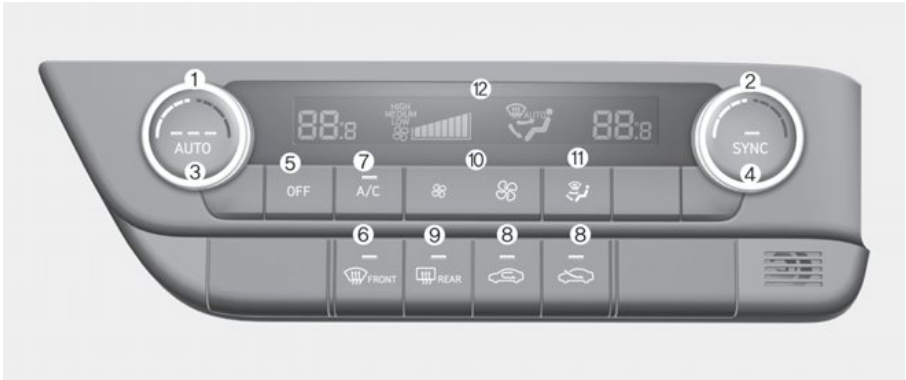 ① ② ⑫
88.8 HIGH AUTO 88.8
MEDIUM
LOW
AUTO SYNC
③ ④
⑤ ⑦ ⑩ ⑪
OFF A/C
⑥ ⑨ ⑧ ⑧
FRONT REAR